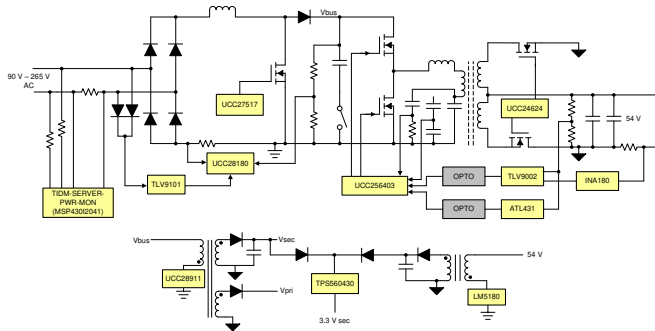 Vbus
90 V – 265 V
AC
UCC27517
UCC24624
54 V
UCC28180
TLV9101
UCC256403
OPTO
TLV9002
INA180
OPTO
ATL431
TIDM-SERVER-
PWR-MON
(MSP430I2041)
Vbus
Vsec
54 V
UCC28911
TPS560430
Vpri
LM5180
3.3 V sec